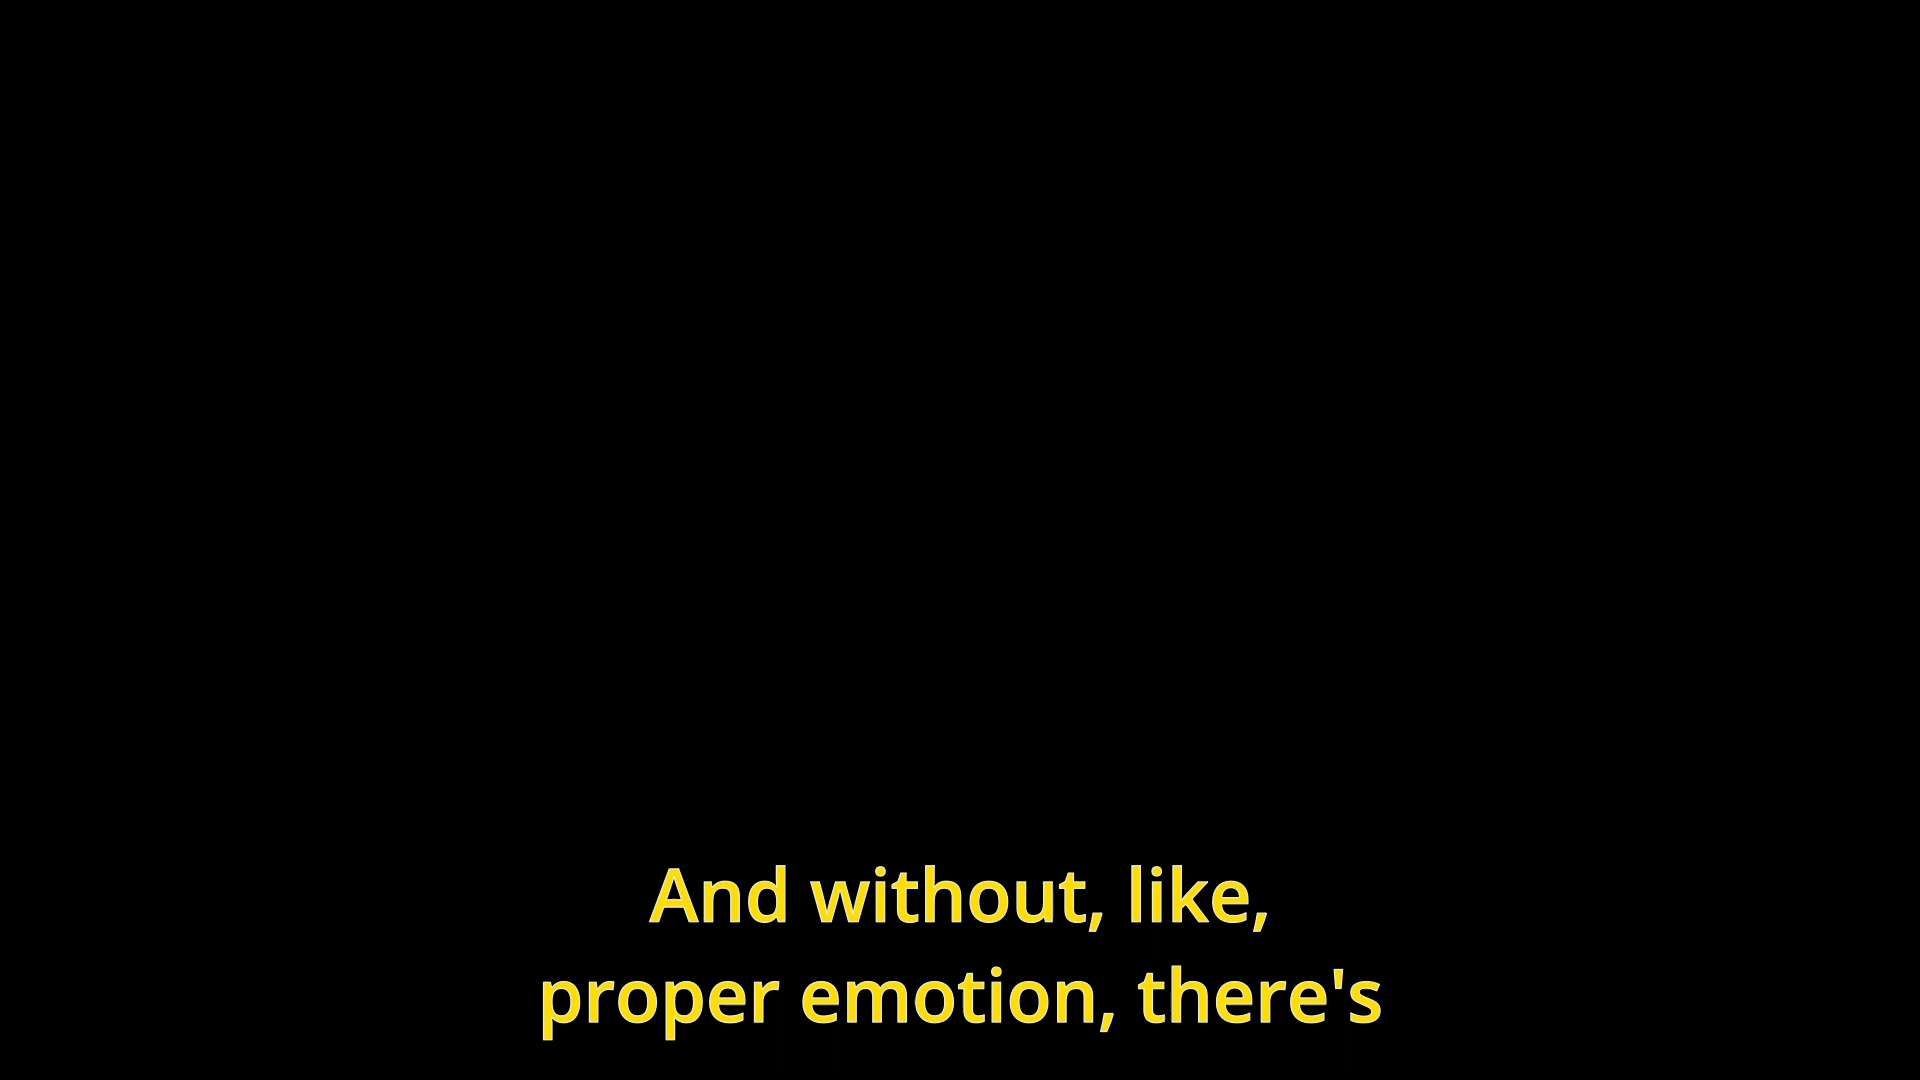 And without, like,
proper emotion, there's